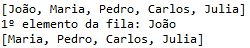 [João, Maria, Pedro, Carlos, Julia]
1º elemento da fila: João
[Maria, Pedro, Carlos, Julia]